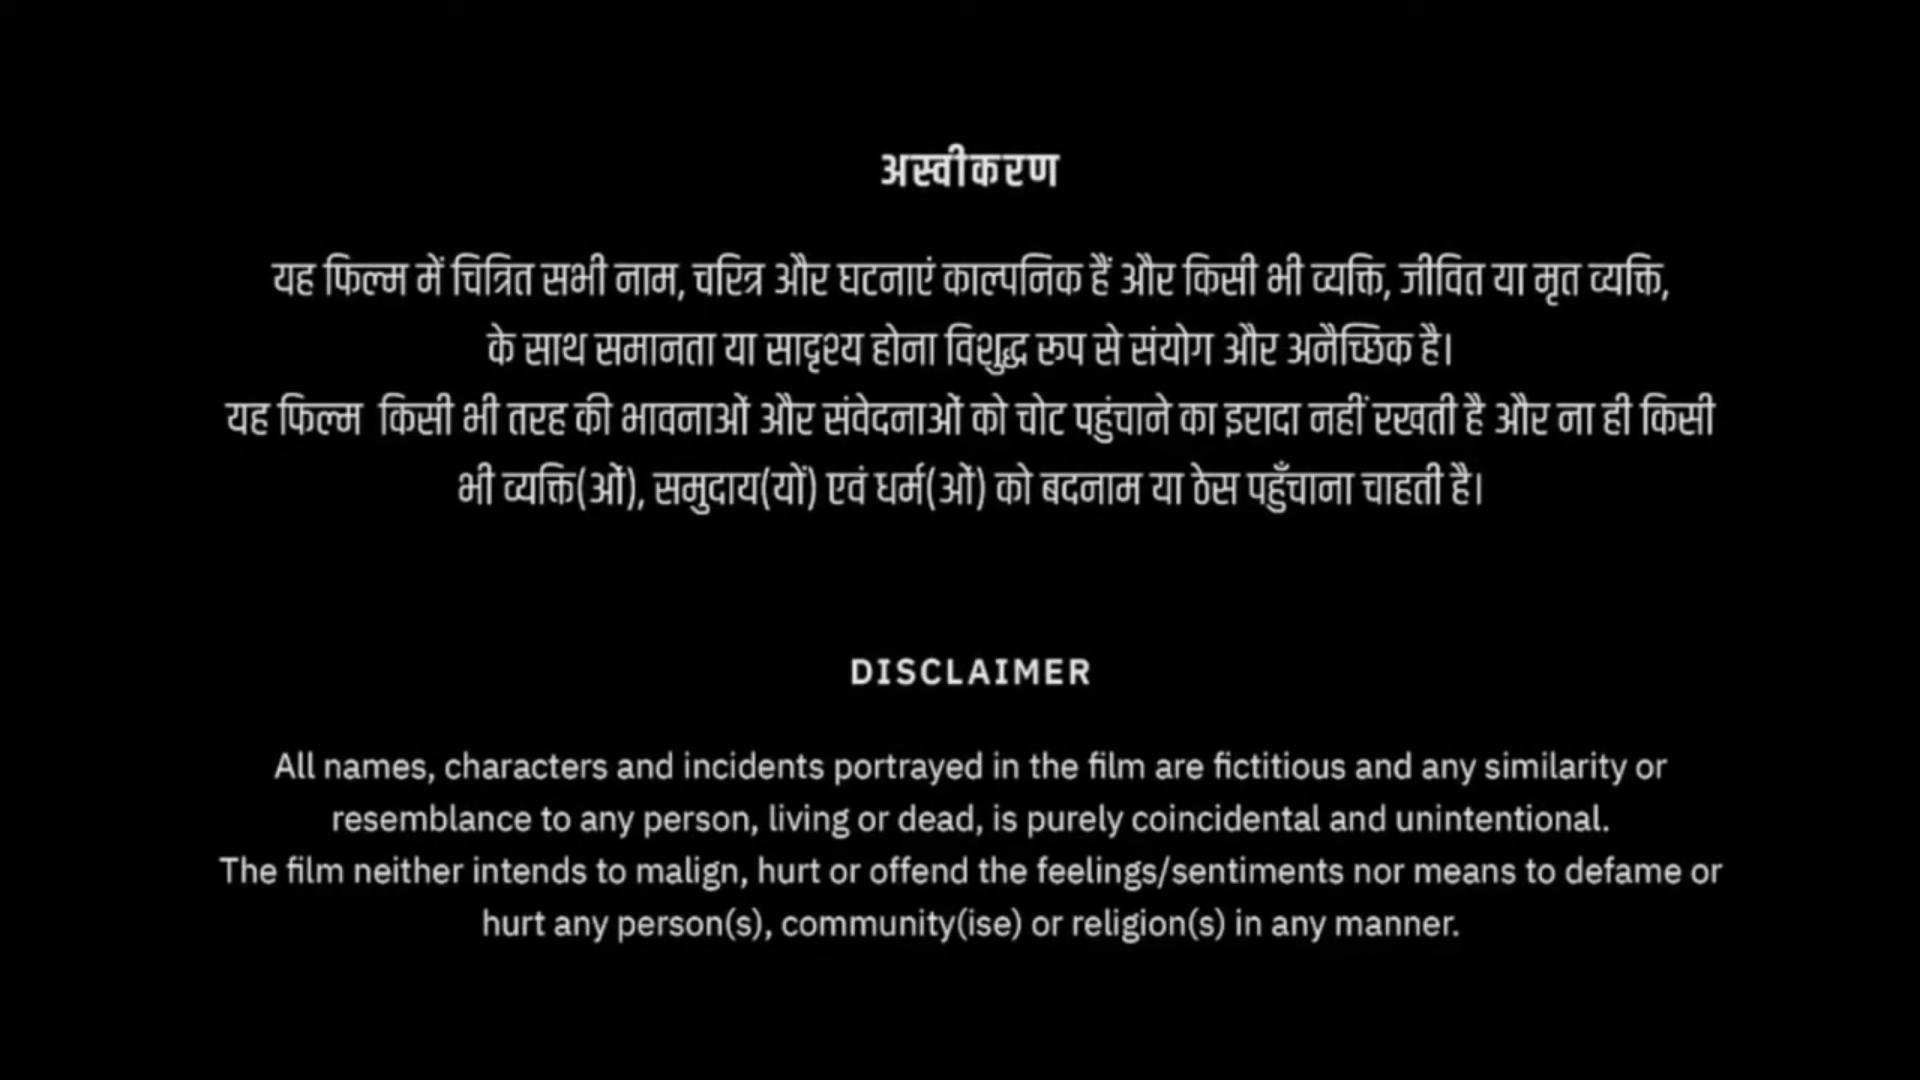 अस्वीकरण
यह फिल्म में चित्रित सभी नाम, चरित्र और घटनाएं काल्पनिक हैं और किसी भी व्यक्ति, जीवित या मृत व्यक्ति,
के साथ समानता या सादृश्य होना विशुद्ध रूप से संयोग और अनैच्छिक है।
यह फिल्म किसी भी तरह की भावनाओं और संवेदनाओं को चोट पहुंचाने का इरादा नहीं रखती है और ना ही किसी
भी व्यक्ति(ओं), समुदाय(यों) एवं धर्म(ओं) को बदनाम या ठेस पहुँचाना चाहती है।
DISCLAIMER
All names, characters and incidents portrayed in the film are fictitious and any similarity or
resemblance to any person, living or dead, is purely coincidental and unintentional.
The film neither intends to malign, hurt or offend the feelings/sentiments nor means to defame or
hurt any person(s), community(ise) or religion(s) in any manner.